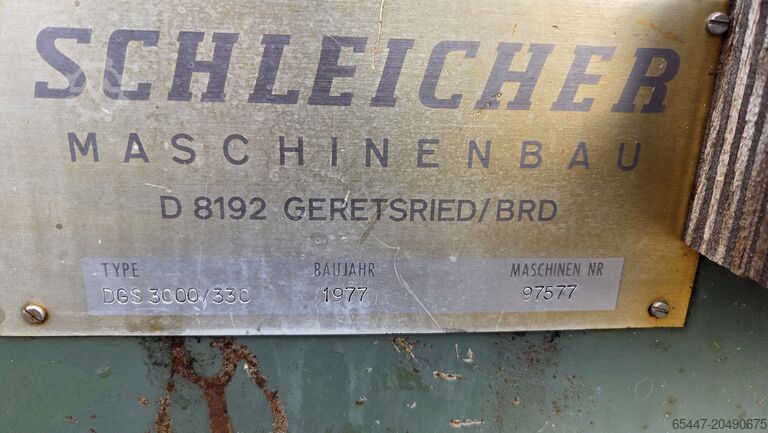 SCHLEICHER
MASCHINENBAU
D 8192 GERETSRIED/BRD
TYPE BAUJAHR MASCHINEN NR
DGS 3000/330 1977 97577
65447-20490675